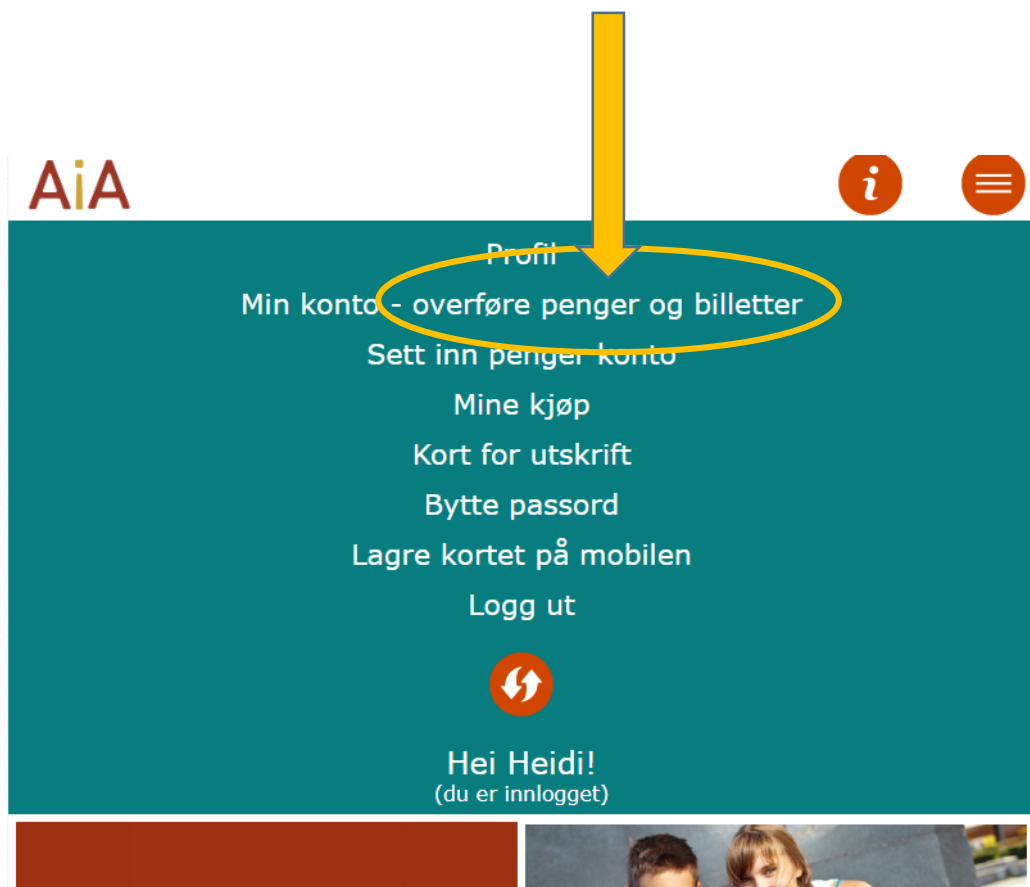 AiA
i
Profil
Min konto - overføre penger og billetter
Sett inn penger konto
Mine kjøp
Kort for utskrift
Bytte passord
Lagre kortet på mobilen
Logg ut
Hei Heidi!
(du er innlogget)